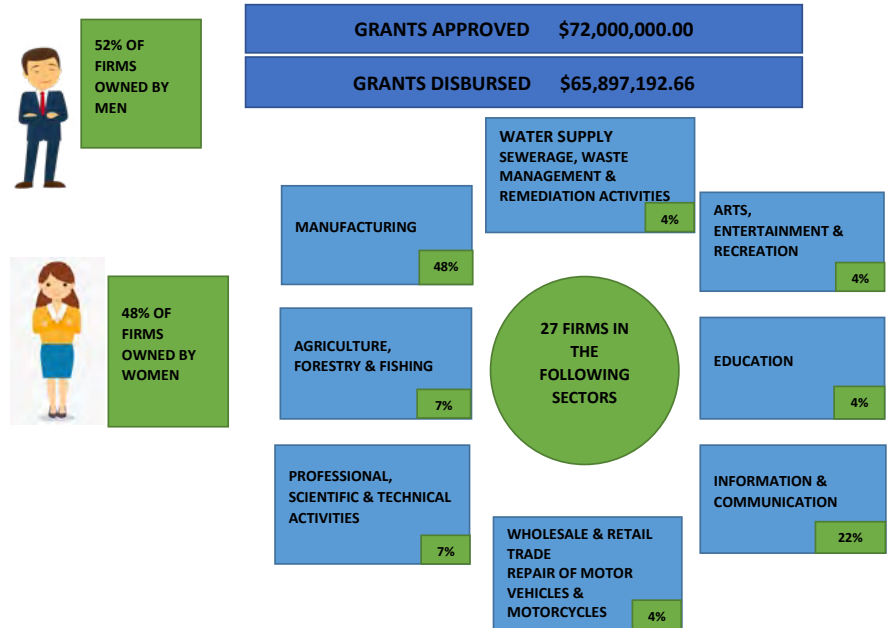 52% OF
FIRMS
OWNED BY
MEN
GRANTS APPROVED $72,000,000.00
GRANTS DISBURSED $65,897,192.66
WATER SUPPLY
SEWERAGE, WASTE
MANAGEMENT &
REMEDIATION ACTIVITIES
4%
MANUFACTURING
48%
ARTS,
ENTERTAINMENT &
RECREATION
4%
48% OF
FIRMS
OWNED BY
WOMEN
AGRICULTURE,
FORESTRY & FISHING
7%
27 FIRMS IN
THE
FOLLOWING
SECTORS
EDUCATION
4%
PROFESSIONAL,
SCIENTIFIC & TECHNICAL
ACTIVITIES
7%
WHOLESALE & RETAIL
TRADE
REPAIR OF MOTOR
VEHICLES &
MOTORCYCLES
4%
INFORMATION &
COMMUNICATION
22%